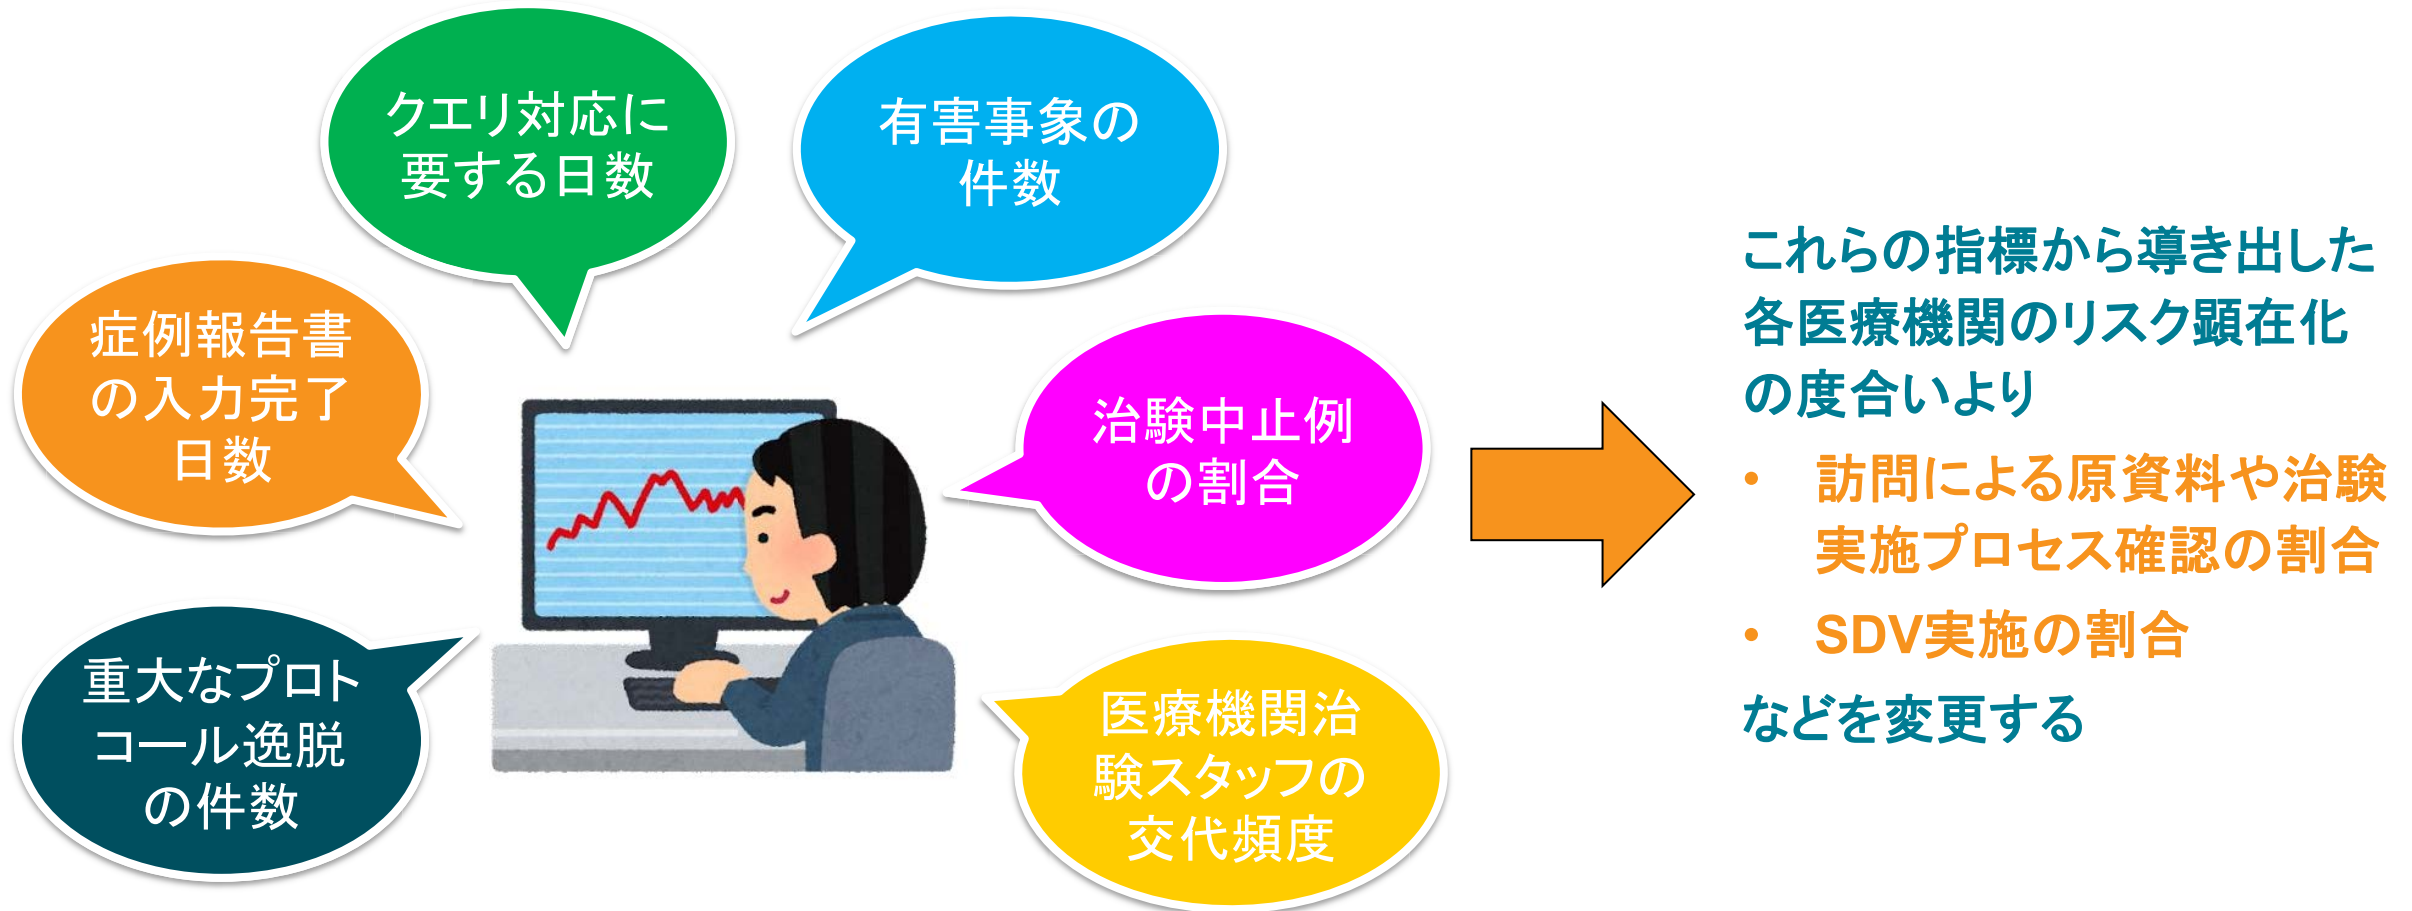 クエリ対応に
要する日数
有害事象の
件数
症例報告書
の入力完了
日数
治験中止例
の割合
重大なプロト
コール逸脱
の件数
医療機関治
験スタッフの
交代頻度
これらの指標から導き出した
各医療機関のリスク顕在化
の度合いより
• 訪問による原資料や治験
実施プロセス確認の割合
• SDV実施の割合
などを変更する